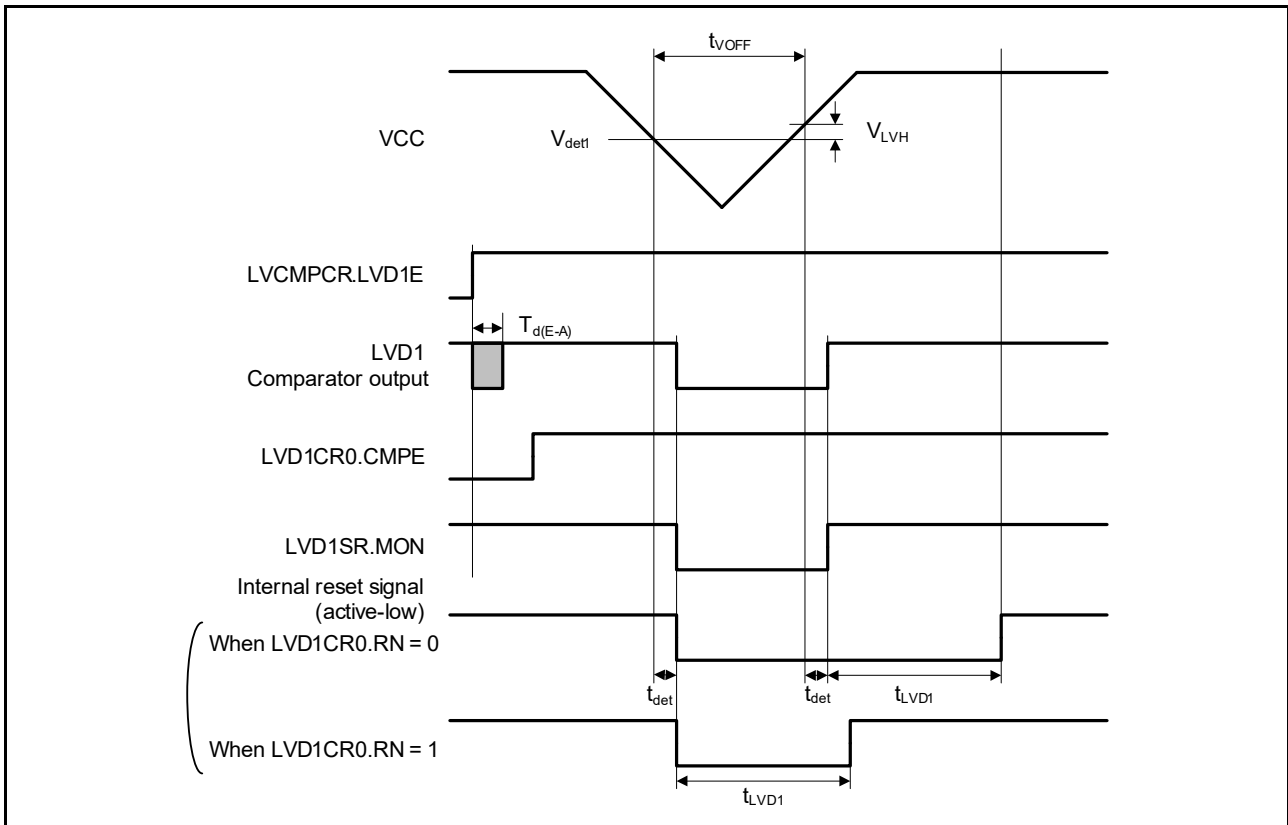 tVOFF
VCC
Vdet1
VLVH
LVCMPCR.LVD1E
Td(E-A)
LVD1
Comparator output
LVD1CR0.CMPE
LVD1SR.MON
Internal reset signal
(active-low)
When LVD1CR0.RN = 0
tdet
tdet
tLVD1
When LVD1CR0.RN = 1
tLVD1